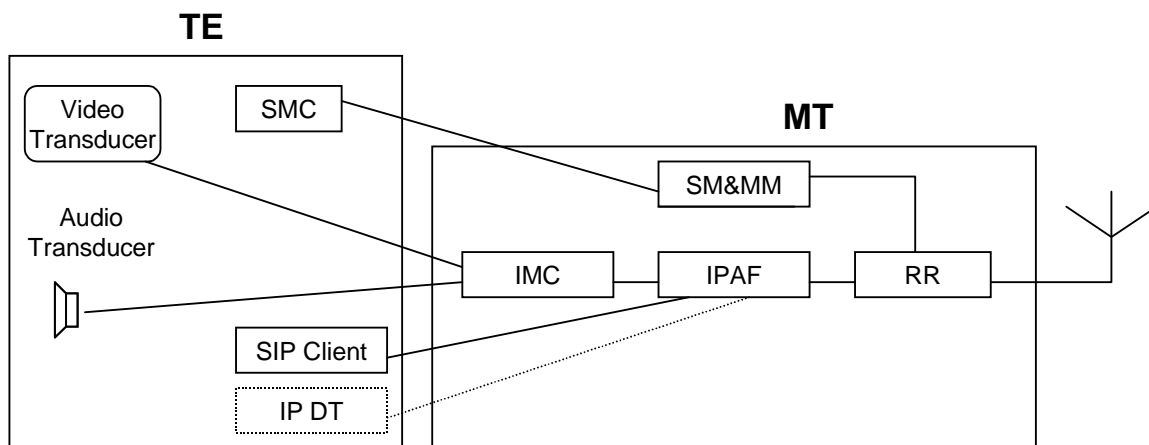 TE
Video
Transducer
SMC
MT
SM&MM
Audio
Transducer
IMC
IPAF
RR
SIP Client
IP DT